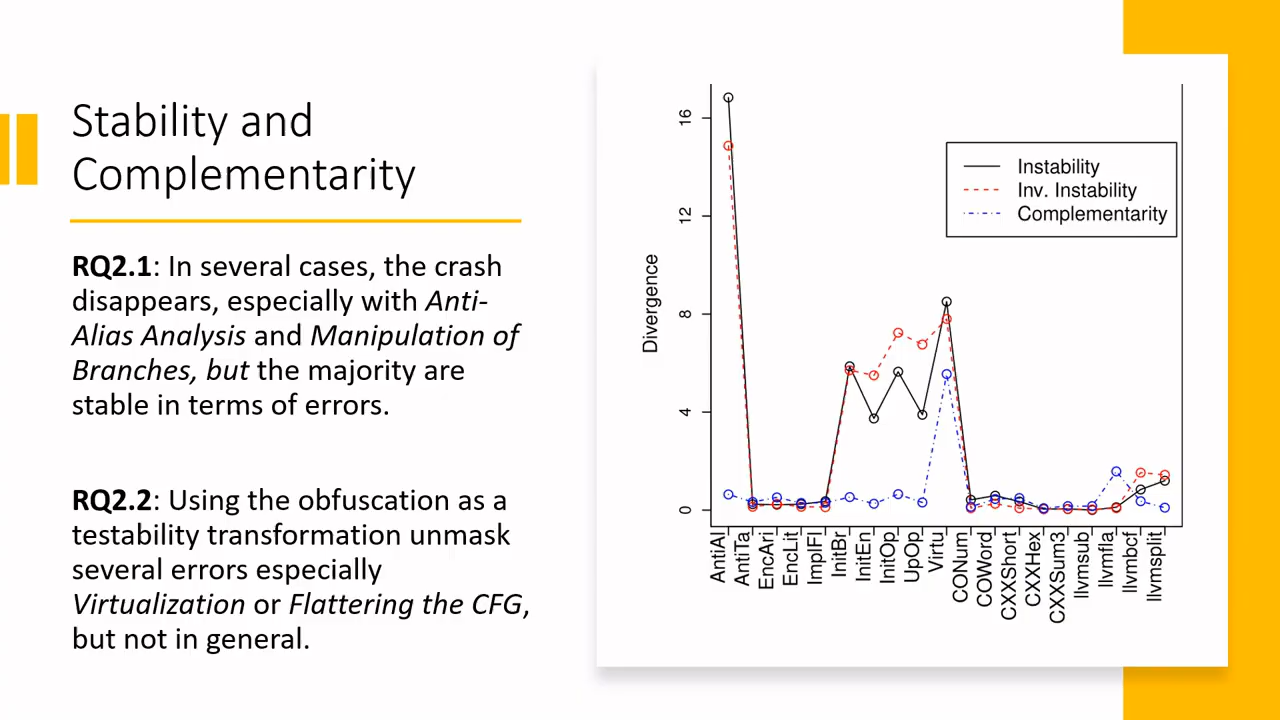 Stability and
Complementarity
RQ2.1: In several cases, the crash
disappears, especially with Anti-
Alias Analysis and Manipulation of
Branches, but the majority are
stable in terms of errors.
RQ2.2: Using the obfuscation as a
testability transformation unmask
several errors especially
Virtualization or Flattering the CFG,
but not in general.
Divergence
16
12
8
4
0
Instability
Inv. Instability
Complementarity
AntiAl
AntiTa
EncAri
EncLit
ImplFl
InitBr
InitEn
InitOp
UpOp
Virtu
CONum
COWord
CXXShort
CXXHex
CXXSum3
llvmsub
llvmfla
llvmbcf
llvmsplit